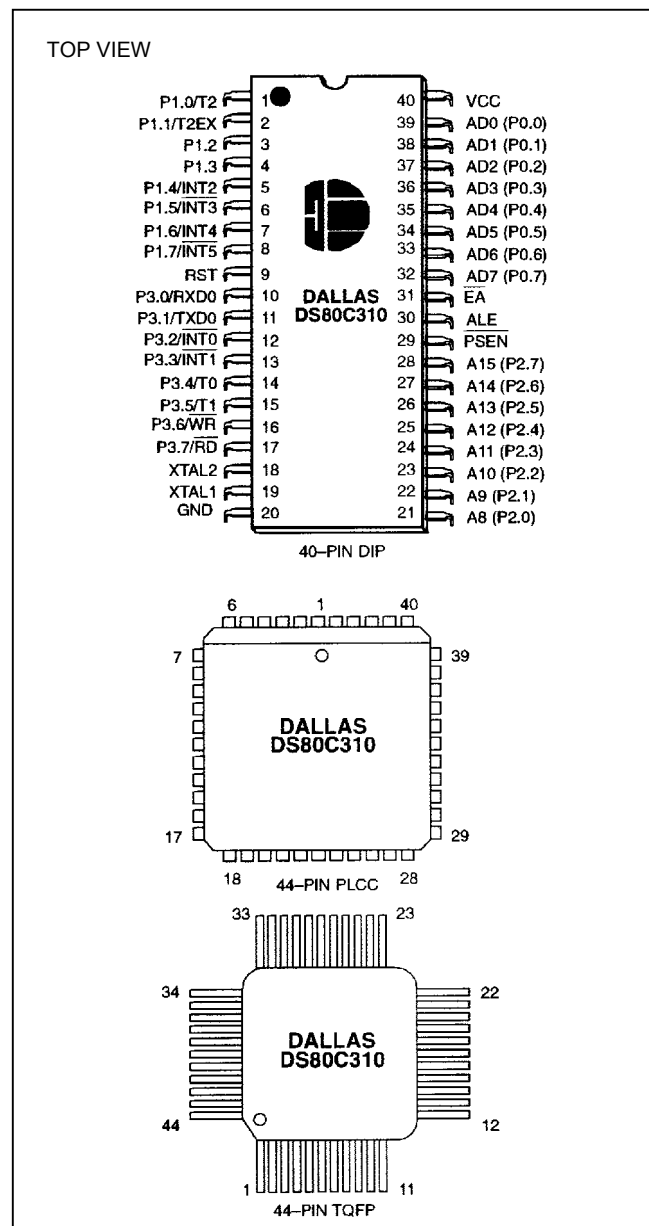 TOP VIEW
P1.0/T2 1 40 VCC
P1.1/T2EX 2 39 AD0 (P0.0)
P1.2 3 38 AD1 (P0.1)
P1.3 4 37 AD2 (P0.2)
P1.4/INT2 5 36 AD3 (P0.3)
P1.5/I̅N̅T̅3̅ 6 35 AD4 (P0.4)
P1.6/INT4 7 34 AD5 (P0.5)
P1.7/I̅N̅T̅5̅ 8 33 AD6 (P0.6)
RST 9 32 AD7 (P0.7)
P3.0/RXD0 10 DALLAS 31 E̅A̅
P3.1/TXD0 11 DS80C310 30 ALE
P3.2/I̅N̅T̅0̅ 12 29 P̅S̅E̅N̅
P3.3/I̅N̅T̅1̅ 13 28 A15 (P2.7)
P3.4/T0 14 27 A14 (P2.6)
P3.5/T1 15 26 A13 (P2.5)
P3.6/W̅R̅ 16 25 A12 (P2.4)
P3.7/R̅D̅ 17 24 A11 (P2.3)
XTAL2 18 23 A10 (P2.2)
XTAL1 19 22 A9 (P2.1)
GND 20 21 A8 (P2.0)
40–PIN DIP
6 1 40
7 39
DALLAS
DS80C310
17 29
18 44–PIN PLCC 28
33 23
34 22
DALLAS
DS80C310
44 12
1 11
44–PIN TQFP